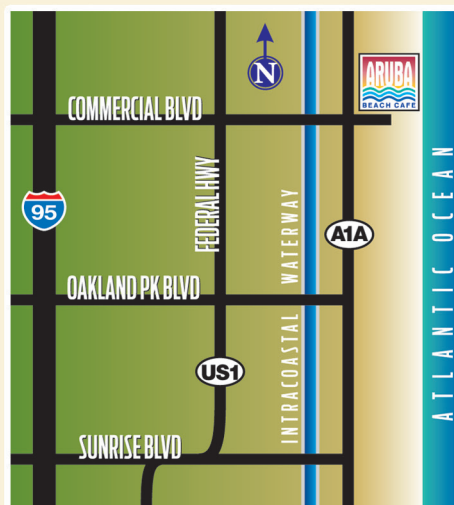 N
ARUBA
BEACH CAFE
COMMERCIAL BLVD
FEDERAL HWY
95
INTRACOASTAL WATERWAY
A1A
ATLANTIC OCEAN
OAKLAND PK BLVD
US1
SUNRISE BLVD